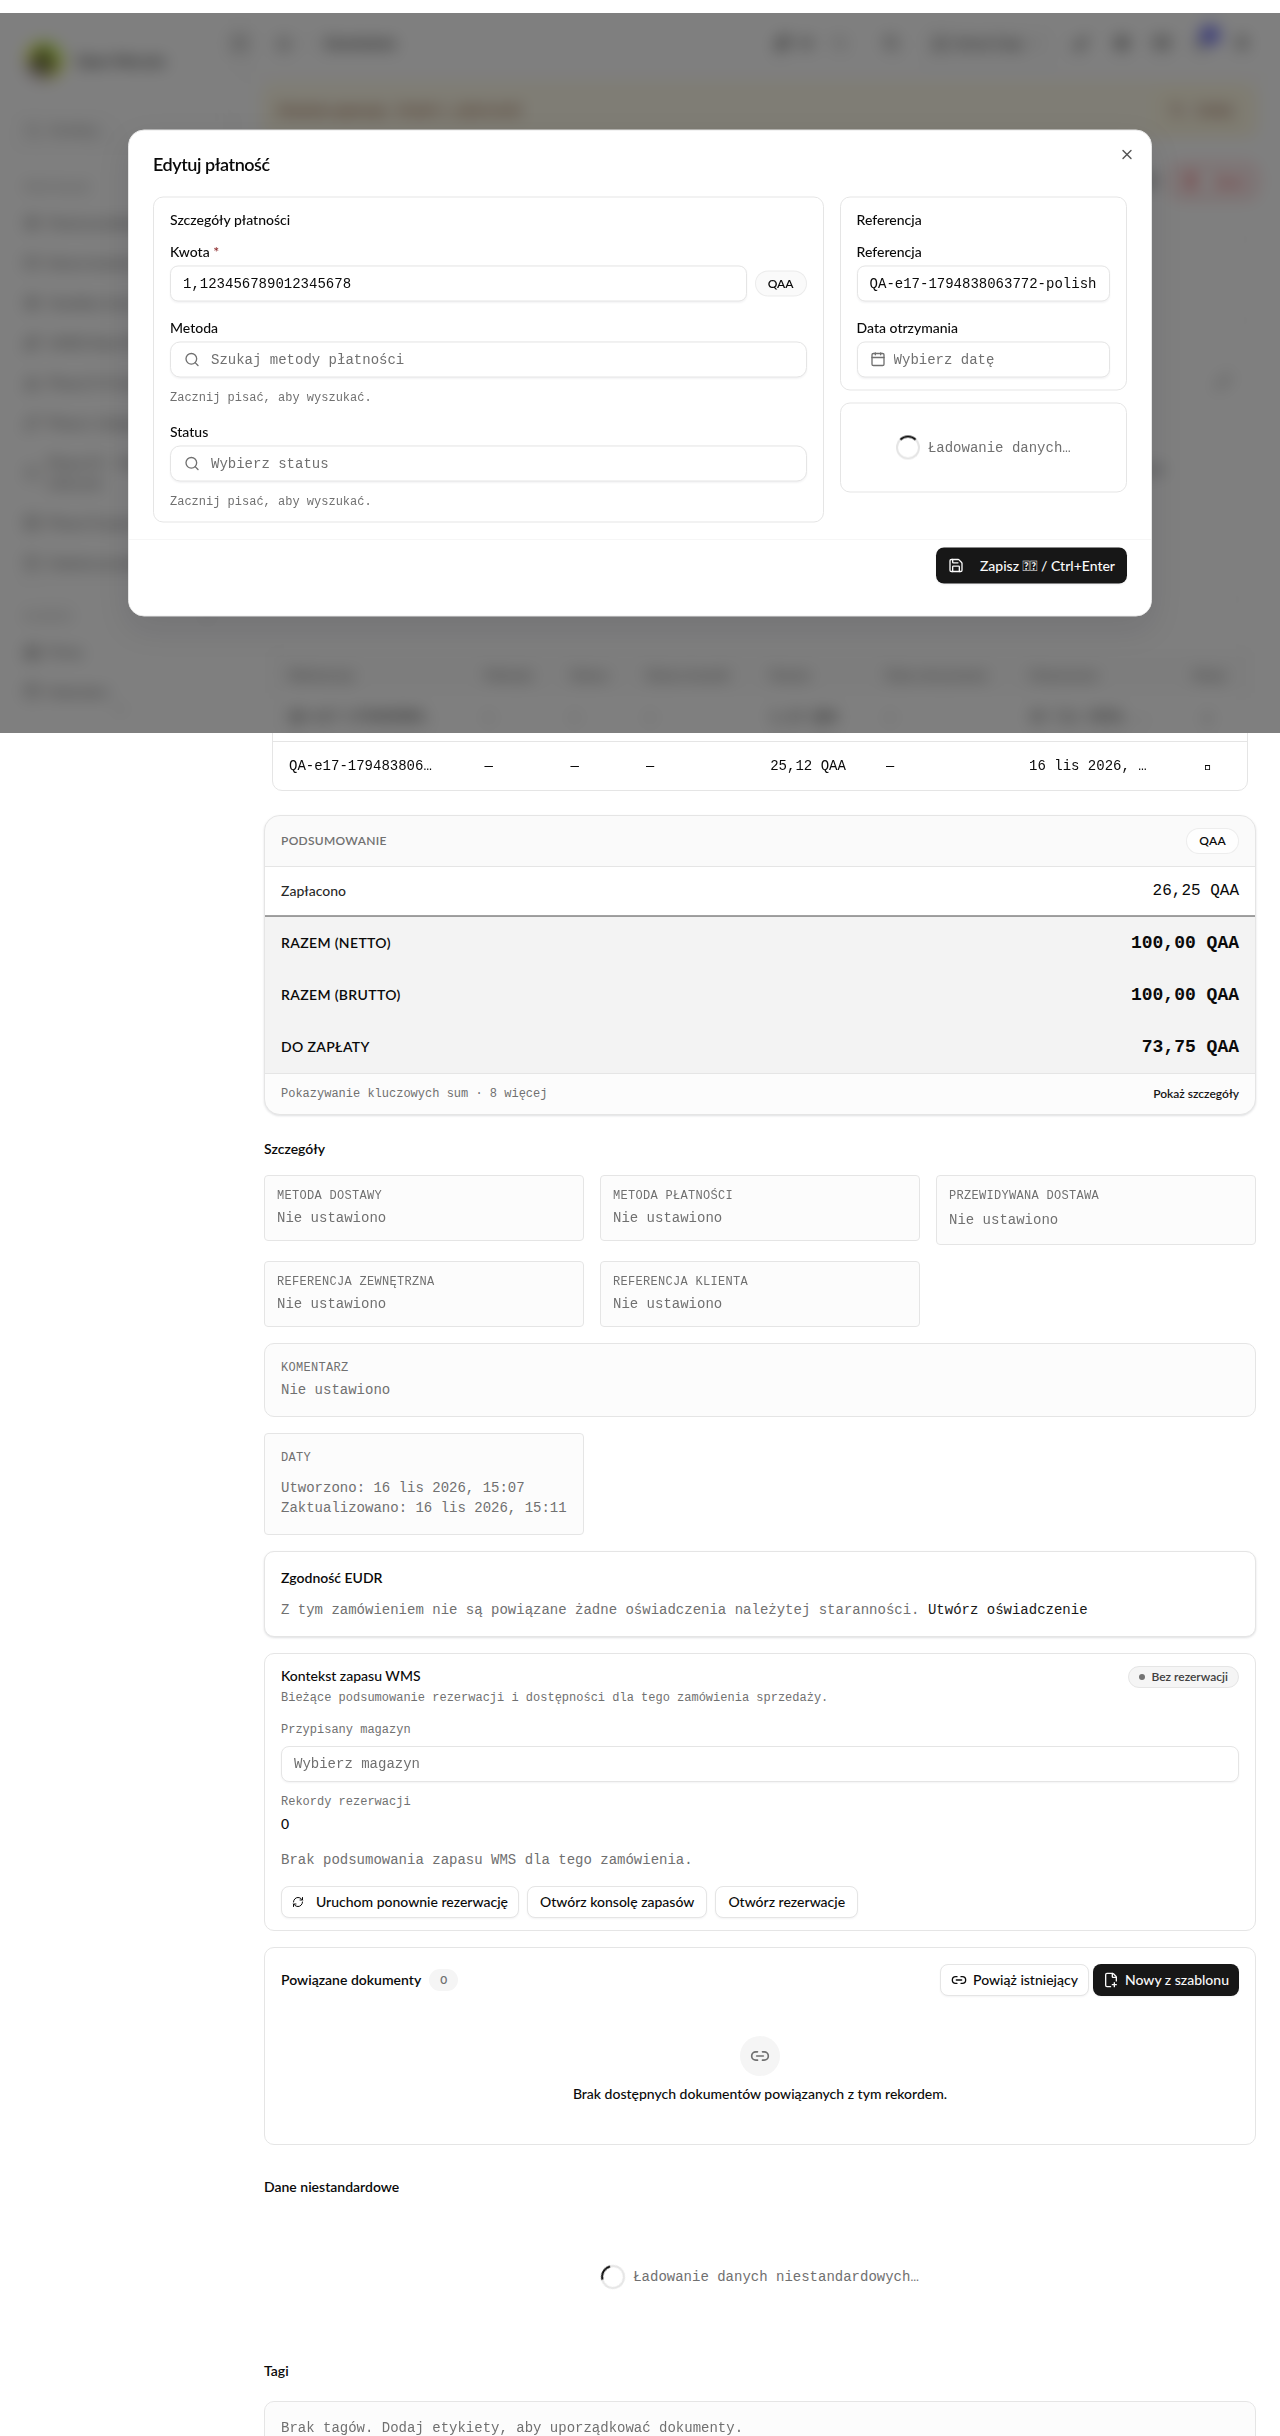 Edytuj płatność
Szczegóły płatności
Kwota *
1,123456789012345678
QAA
Metoda
Szukaj metody płatności
Zacznij pisać, aby wyszukać.
Status
Wybierz status
Zacznij pisać, aby wyszukać.
Referencja
Referencja
QA-e17-1794838063772-polish
Data otrzymania
Wybierz datę
Ładowanie danych…
Zapisz / Ctrl+Enter
QA-e17-179483806… — — — 25,12 QAA — 16 lis 2026, …
PODSUMOWANIE
QAA
Zapłacono 26,25 QAA
RAZEM (NETTO) 100,00 QAA
RAZEM (BRUTTO) 100,00 QAA
DO ZAPŁATY 73,75 QAA
Pokazywanie kluczowych sum · 8 więcej
Pokaż szczegóły
Szczegóły
METODA DOSTAWY
Nie ustawiono
METODA PŁATNOŚCI
Nie ustawiono
PRZEWIDYWANA DOSTAWA
Nie ustawiono
REFERENCJA ZEWNĘTRZNA
Nie ustawiono
REFERENCJA KLIENTA
Nie ustawiono
KOMENTARZ
Nie ustawiono
DATY
Utworzono: 16 lis 2026, 15:07
Zaktualizowano: 16 lis 2026, 15:11
Zgodność EUDR
Z tym zamówieniem nie są powiązane żadne oświadczenia należytej staranności. Utwórz oświadczenie
Kontekst zapasu WMS
Bez rezerwacji
Bieżące podsumowanie rezerwacji i dostępności dla tego zamówienia sprzedaży.
Przypisany magazyn
Wybierz magazyn
Rekordy rezerwacji
0
Brak podsumowania zapasu WMS dla tego zamówienia.
Uruchom ponownie rezerwację
Otwórz konsolę zapasów
Otwórz rezerwacje
Powiązane dokumenty 0
Powiąż istniejący
Nowy z szablonu
Brak dostępnych dokumentów powiązanych z tym rekordem.
Dane niestandardowe
Ładowanie danych niestandardowych…
Tagi
Brak tagów. Dodaj etykiety, aby uporządkować dokumenty.